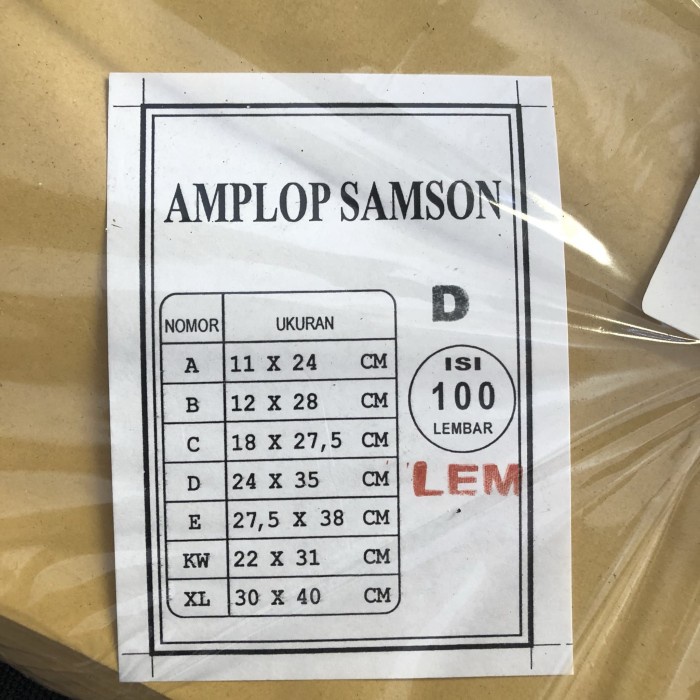 AMPLOP SAMSON
D
NOMOR UKURAN
A 11 X 24 CM
B 12 X 28 CM
C 18 X 27,5 CM
D 24 X 35 CM
E 27,5 X 38 CM
KW 22 X 31 CM
XL 30 X 40 CM
ISI
100
LEMBAR
LEM